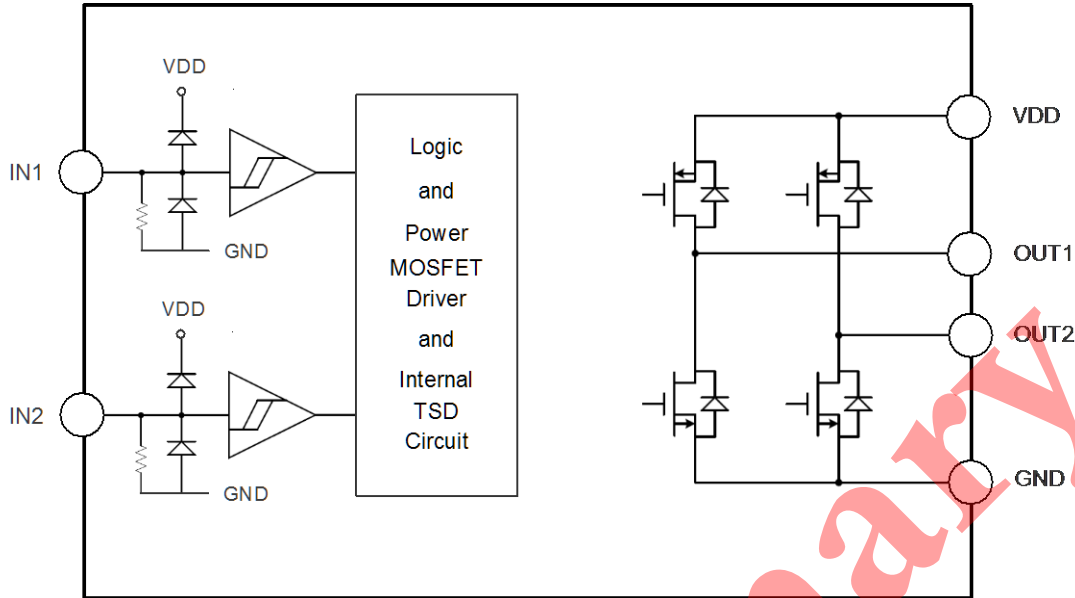 VDD
IN1
GND
VDD
IN2
GND
Logic
and
Power
MOSFET
Driver
and
Internal
TSD
Circuit
VDD
OUT1
OUT2
GND
nary